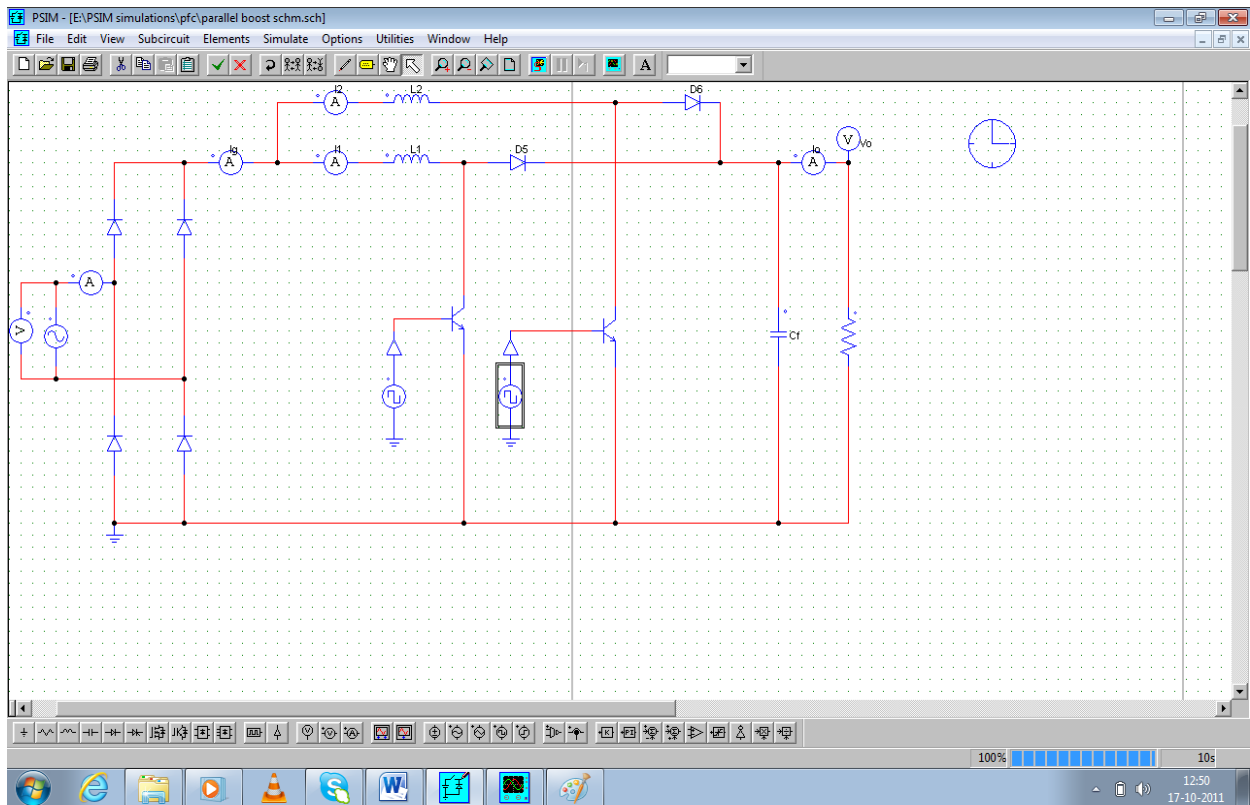 PSIM - [E:\PSIM simulations\pfc\parallel boost schm.sch]
File Edit View Subcircuit Elements Simulate Options Utilities Window Help
A
I2 L2 D6
A
Ig I1 L1 D5 Io V Vo
A A A
A
V
Cf
100% 10s
W
12:50
17-10-2011